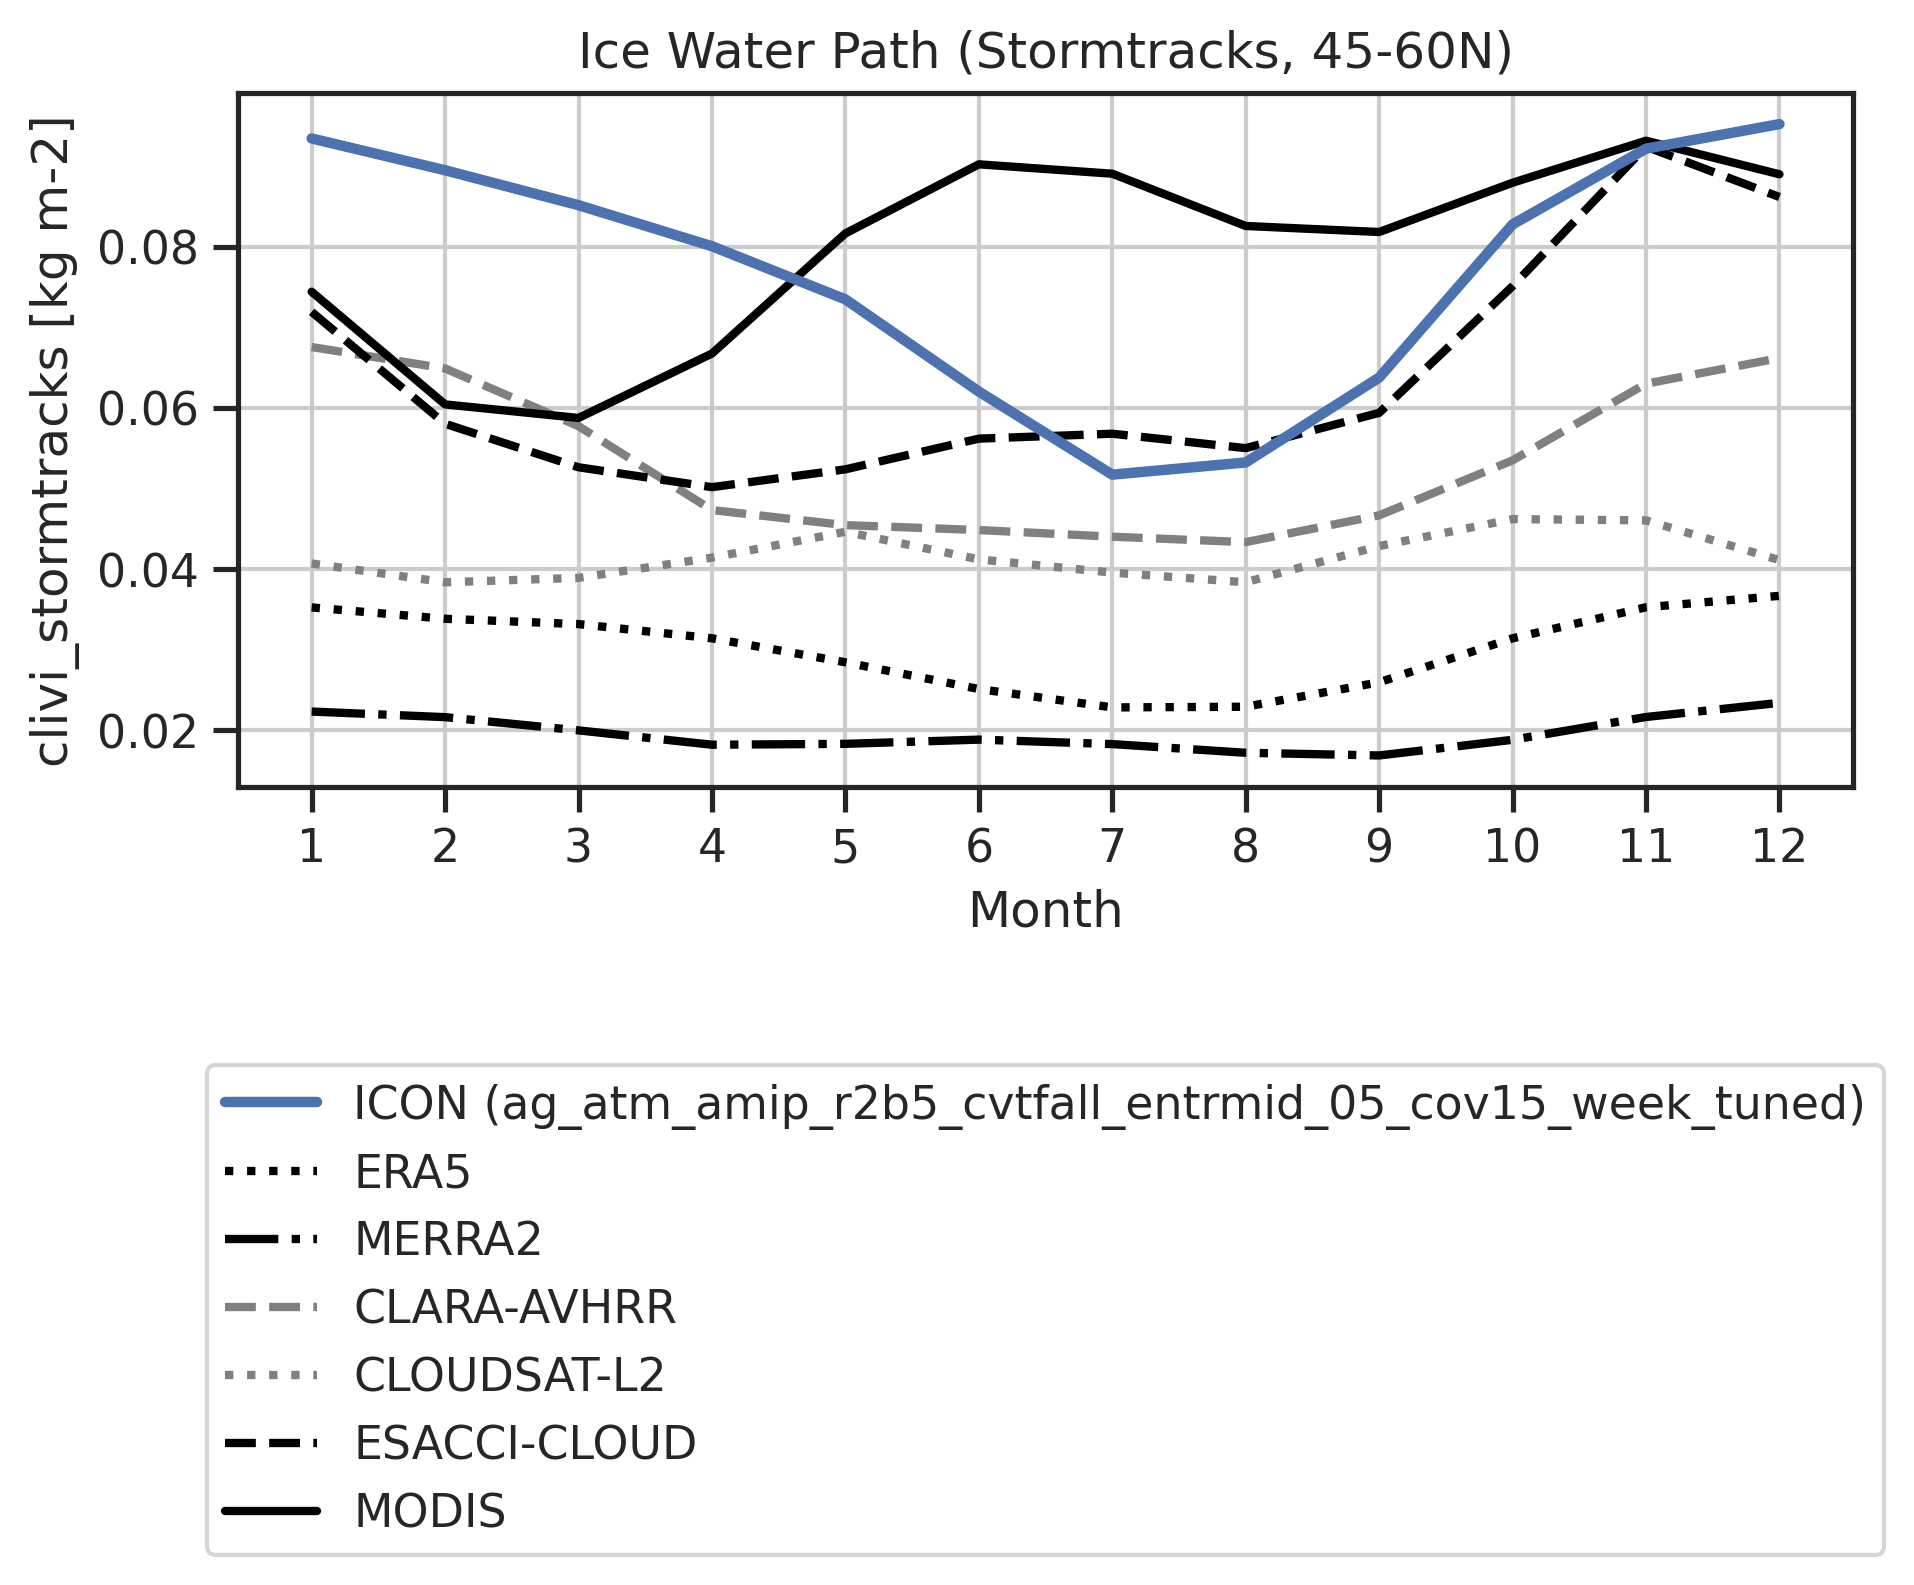 Ice Water Path (Stormtracks, 45-60N)
clivi_stormtracks [kg m-2]
0.08
0.06
0.04
0.02
1 2 3 4 5 6 7 8 9 10 11 12
Month
ICON (ag_atm_amip_r2b5_cvtfall_entrmid_05_cov15_week_tuned)
ERA5
MERRA2
CLARA-AVHRR
CLOUDSAT-L2
ESACCI-CLOUD
MODIS